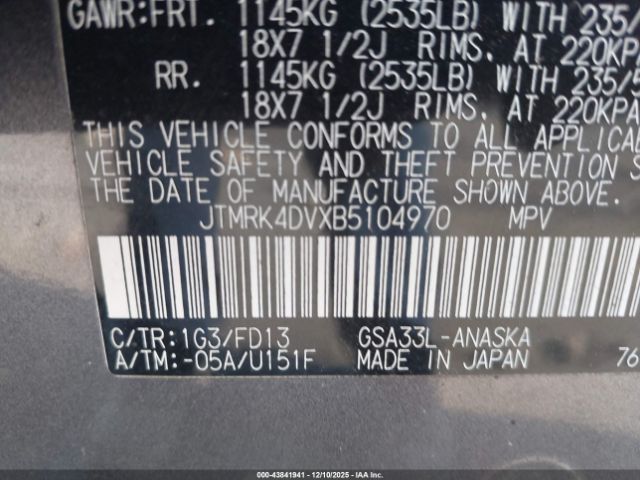 GAWR:FRT. 1145KG (2535LB) WITH 235/
18X7 1/2J RIMS. AT 220KPA
RR. 1145KG (2535LB) WITH 235/
18X7 1/2J RIMS. AT 220KPA
THIS VEHICLE CONFORMS TO ALL APPLICA
VEHICLE SAFETY AND THEFT PREVENTION S
THE DATE OF MANUFACTURE SHOWN ABOVE.
JTMRK4DVXB5104970 MPV
C/TR:1G3/FD13 GSA33L-ANASKA
A/TM:-05A/U151F MADE IN JAPAN 76
000-43841941 - 12/10/2025 - IAAI.COM